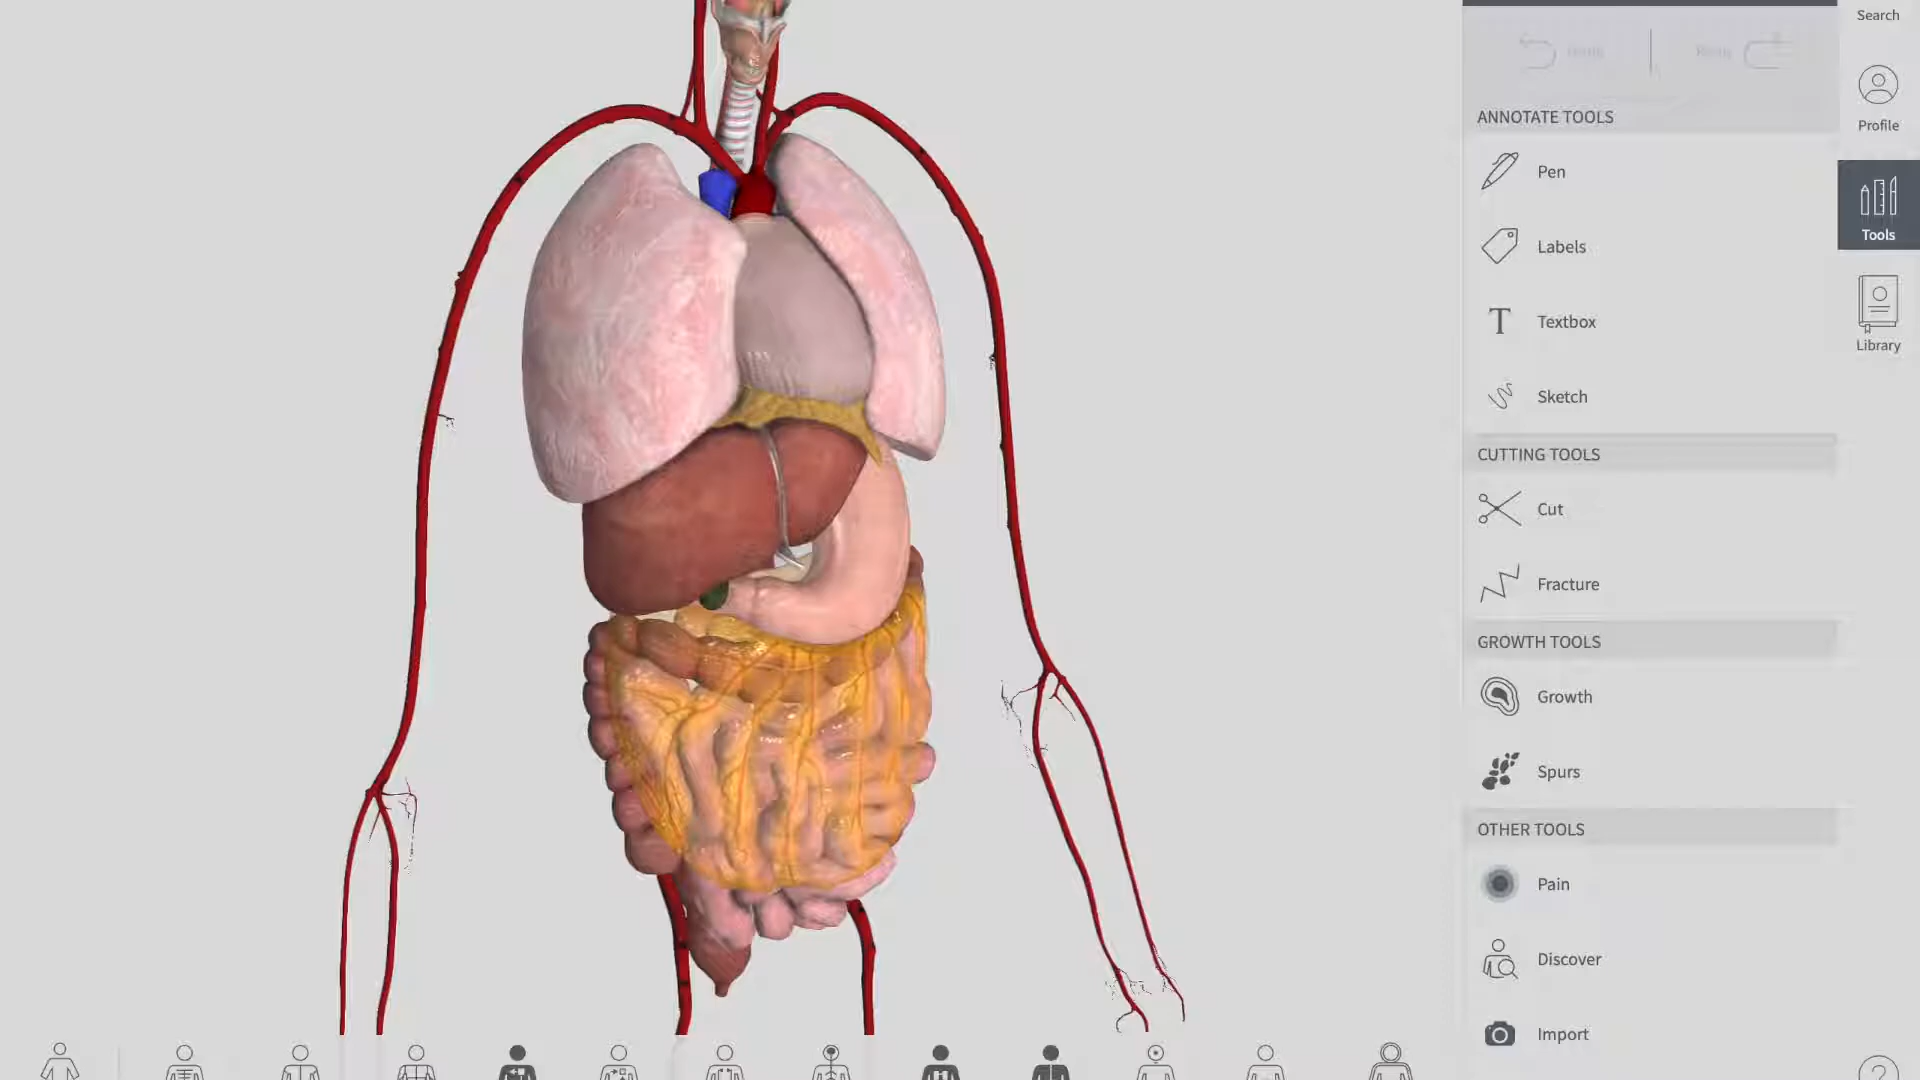 Search
Profile
Tools
Library
ANNOTATE TOOLS
Pen
Labels
T Textbox
Sketch
CUTTING TOOLS
Cut
Fracture
GROWTH TOOLS
Growth
Spurs
OTHER TOOLS
Pain
Discover
Import
?